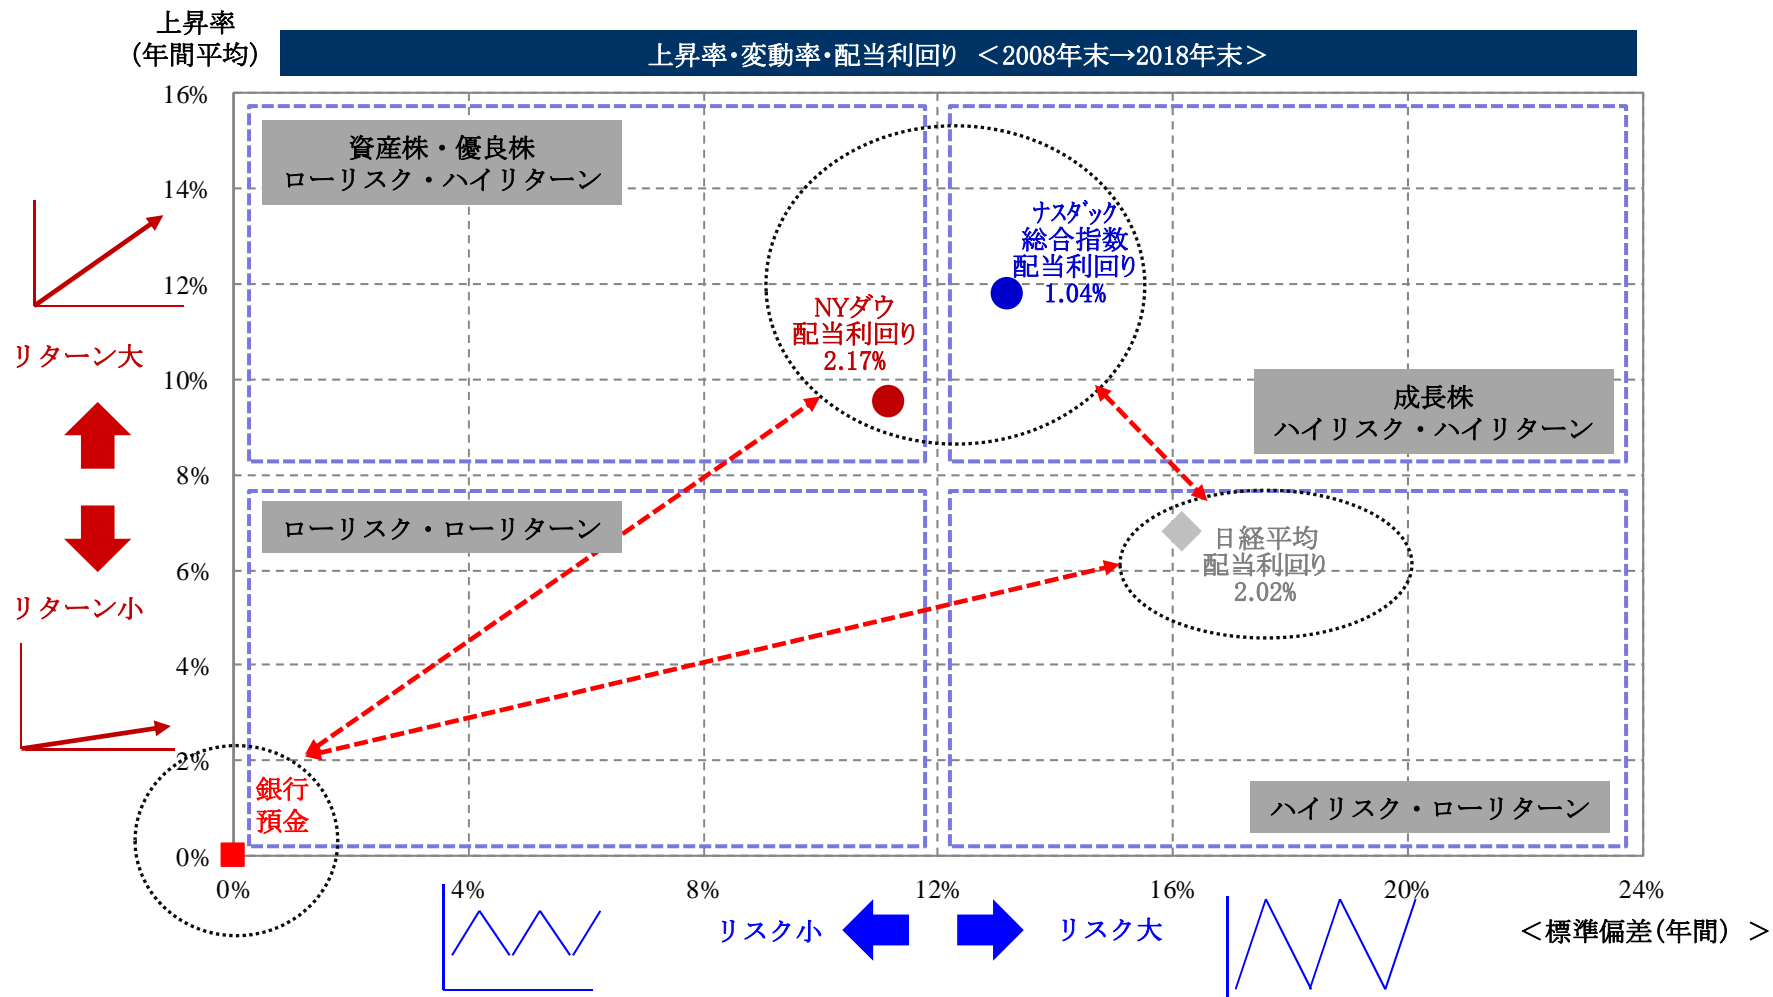 上昇率
（年間平均）
上昇率・変動率・配当利回り ＜2008年末→2018年末＞
16%
14%
12%
10%
8%
6%
4%
2%
0%
資産株・優良株
ローリスク・ハイリターン
ナスダック
総合指数
配当利回り
1.04%
NYダウ
配当利回り
2.17%
リターン大
成長株
ハイリスク・ハイリターン
ローリスク・ローリターン
日経平均
配当利回り
2.02%
リターン小
銀行
預金
ハイリスク・ローリターン
0%
4%
8%
12%
16%
20%
24%
リスク小
リスク大
＜標準偏差（年間） ＞